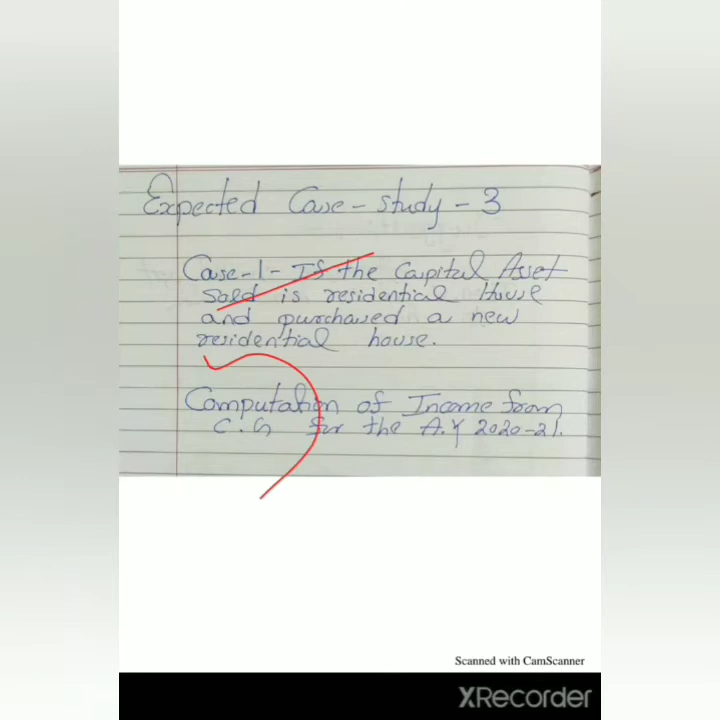 Expected Case - study - 3
Case-1- If the Capital Asset
sold is residential House
and purchased a new
residential house.
Computation of Income from
C.G for the A.Y 2020-21.
Scanned with CamScanner
XRecorder